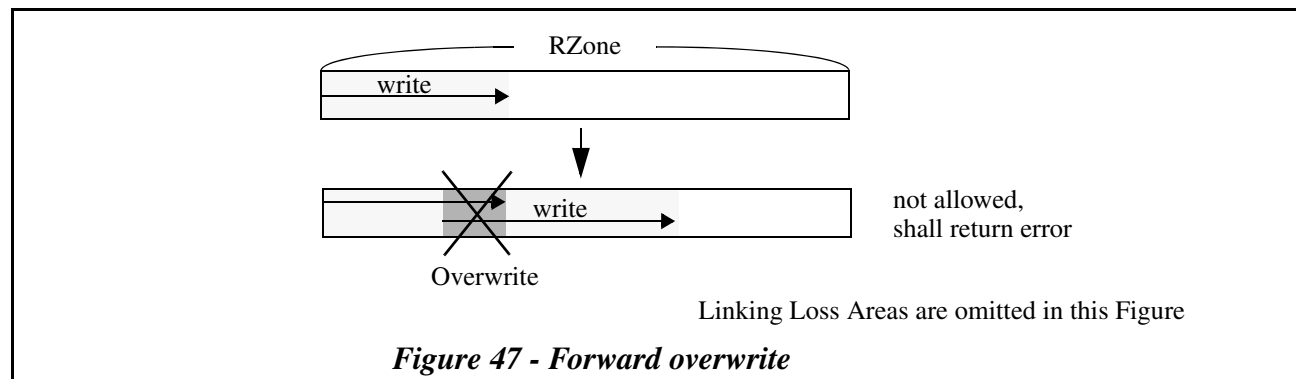 RZone
write
write
not allowed,
shall return error
Overwrite
Linking Loss Areas are omitted in this Figure
Figure 47 - Forward overwrite